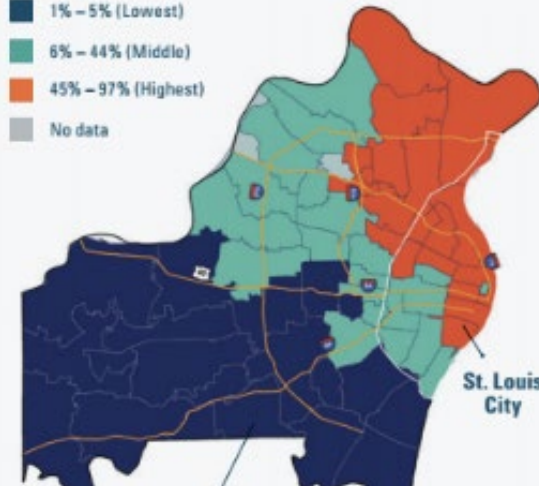 1% – 5% (Lowest)
6% – 44% (Middle)
45% – 97% (Highest)
No data
St. Louis
City